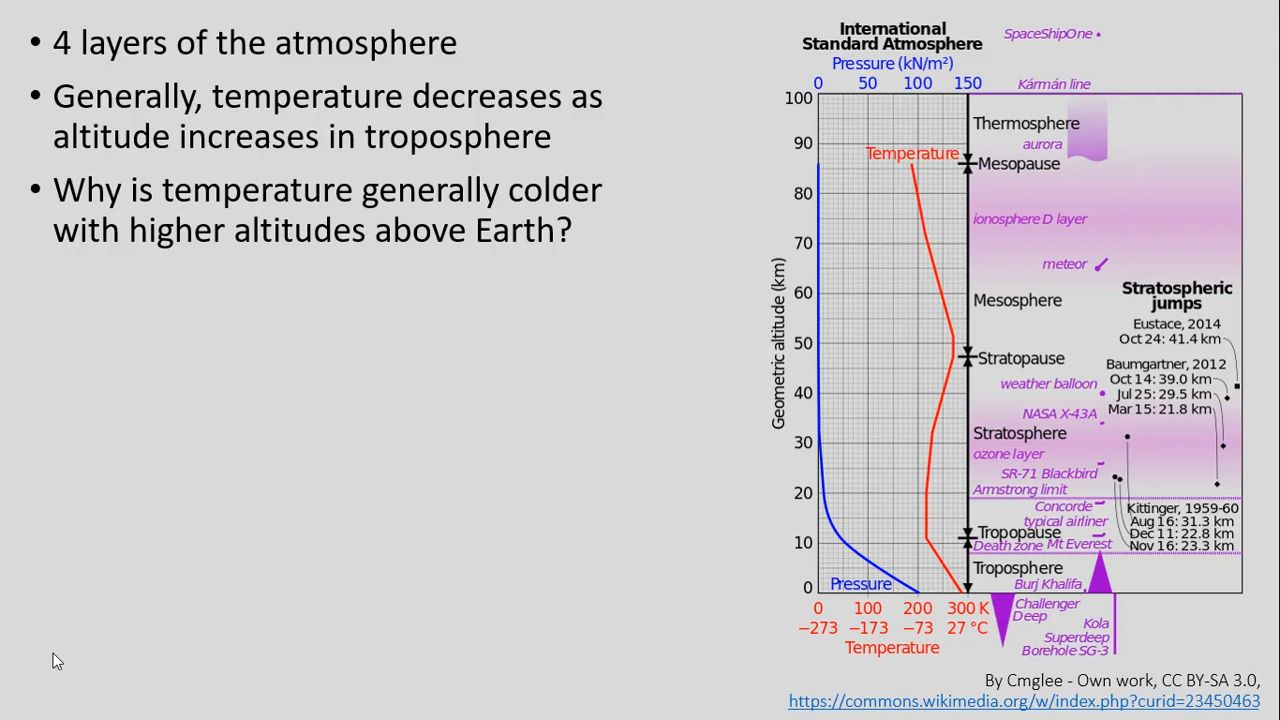 • 4 layers of the atmosphere
• Generally, temperature decreases as
altitude increases in troposphere
• Why is temperature generally colder
with higher altitudes above Earth?
International
Standard Atmosphere
Pressure (kN/m²)
0 50 100 150
SpaceShipOne
Kármán line
100
90
80
70
60
50
40
30
20
10
0
Geometric altitude (km)
Temperature
Pressure
0 100 200 300 K
−273 −173 −73 27 °C
Temperature
Thermosphere
aurora
Mesopause
ionosphere D layer
meteor
Mesosphere
Stratopause
weather balloon
NASA X-43A
Stratosphere
ozone layer
SR-71 Blackbird
Armstrong limit
Concorde
typical airliner
Tropopause
Death zone Mt Everest
Troposphere
Burj Khalifa
Challenger
Deep
Kola
Superdeep
Borehole SG-3
Stratospheric
jumps
Eustace, 2014
Oct 24: 41.4 km
Baumgartner, 2012
Oct 14: 39.0 km
Jul 25: 29.5 km
Mar 15: 21.8 km
Kittinger, 1959-60
Aug 16: 31.3 km
Dec 11: 22.8 km
Nov 16: 23.3 km
By Cmglee - Own work, CC BY-SA 3.0,
https://commons.wikimedia.org/w/index.php?curid=23450463